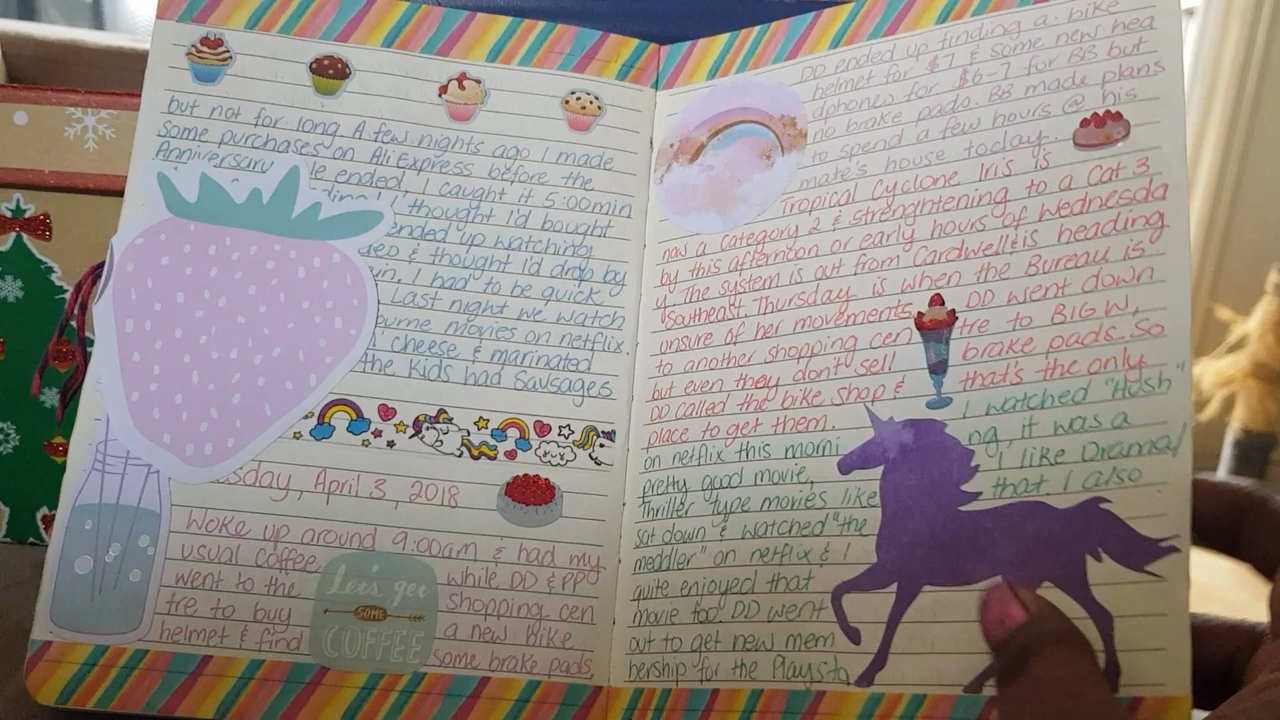 but not for long. A few nights ago I made
some purchases on AliExpress before the
Anniversary ended, I caught it 5:00min
I thought I'd bought
ended up watching
& thought I'd drop by
I had to be quick
Last night we watch
movies on netflix.
cheese & marinated
the kids had sausages
sday, April 3, 2018
Woke up around 9:00am & had my
usual coffee, while DD & PP
went to the shopping cen
tre to buy a new Bike
helmet & find some brake pads,
Let's get
SOME
COFFEE
DD ended up finding a bike
helmet for $7 & some new hea
dphones for $6-7 for BB but
no brake pads. BB made plans
to spend a few hours @ his
mate's house today.
Tropical Cyclone Iris is
now a category 2 & strengntening to a Cat 3
by this afternoon or early hours of Wednesda
y. The system is out from Cardwell & is heading
southeast. Thursday is when the Bureau is
unsure of her movements. DD went down
to another shopping cen tre to BIG W,
but even they don't sell brake pads. So
DD called the bike shop & that's the only
place to get them. I watched "Hush"
on netflix this morni ng, it was a
pretty good movie, I like Dramas/
Thriller type movies like that. I also
sat down & watched "the
meddler" on netflix & I
quite enjoyed that
movie too. DD went
out to get new mem
bership for the Playsta